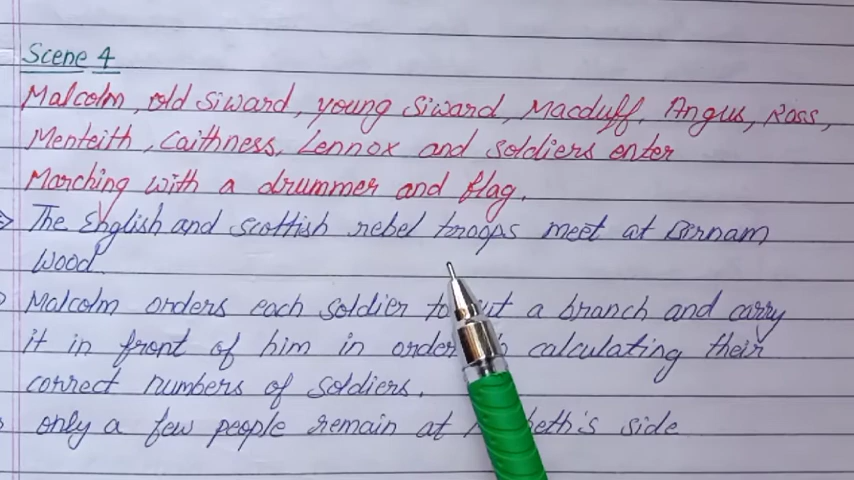 Scene 4
Malcolm, old Siward, young Siward, Macduff, Angus, Ross,
Menteith, Caithness, Lennox and soldiers enter
Marching with a drummer and flag.
The English and scottish rebel troops meet at Birnam
Wood.
Malcolm orders each soldier to a branch and carry
it in front of him in order calculating their
correct numbers of soldiers.
only a few people remain at side